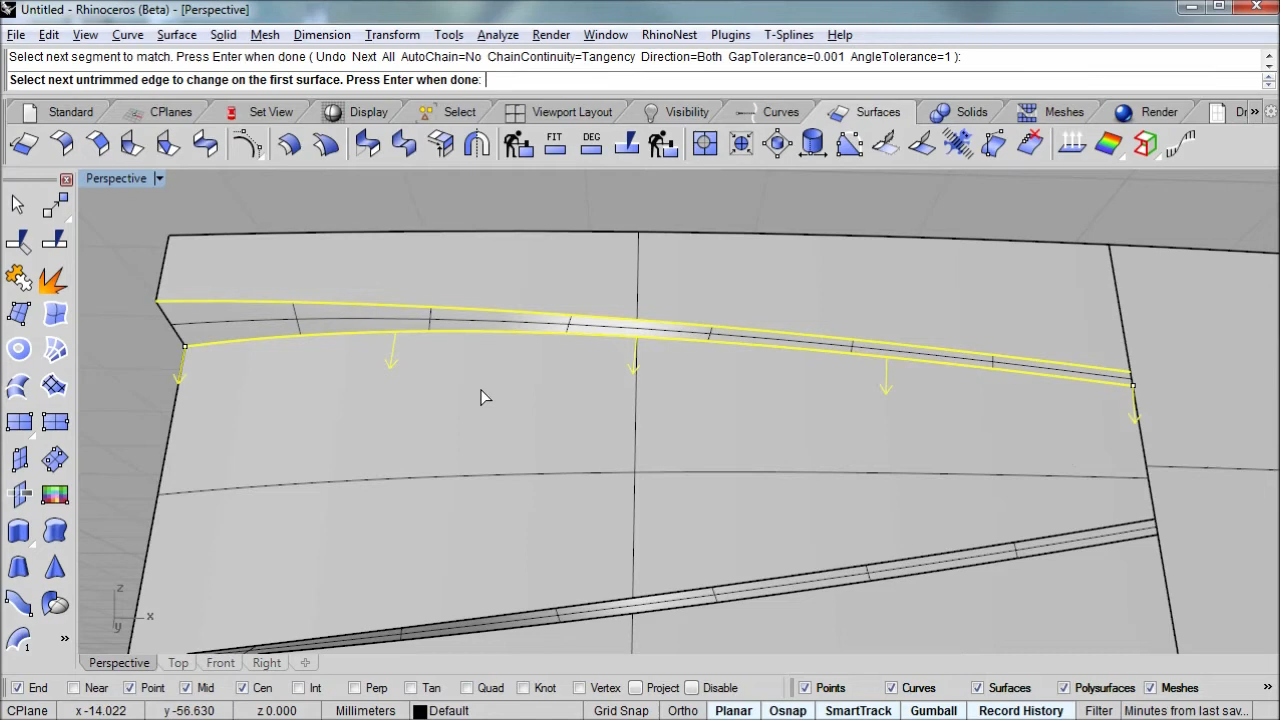 Untitled - Rhinoceros (Beta) - [Perspective]
File Edit View Curve Surface Solid Mesh Dimension Transform Tools Analyze Render Window RhinoNest Plugins T-Splines Help
Select next segment to match. Press Enter when done ( Undo Next All AutoChain=No ChainContinuity=Tangency Direction=Both GapTolerance=0.001 AngleTolerance=1 ):
Select next untrimmed edge to change on the first surface. Press Enter when done:
Standard CPlanes Set View Display Select Viewport Layout Visibility Curves Surfaces Solids Meshes Render Dr »
FIT DEG
Perspective
z
x
y
1 »
Perspective Top Front Right
End Near Point Mid Cen Int Perp Tan Quad Knot Vertex Project Disable Points Curves Surfaces Polysurfaces Meshes »
CPlane x -14.022 y -56.630 z 0.000 Millimeters Default Grid Snap Ortho Planar Osnap SmartTrack Gumball Record History Filter Minutes from last sav...